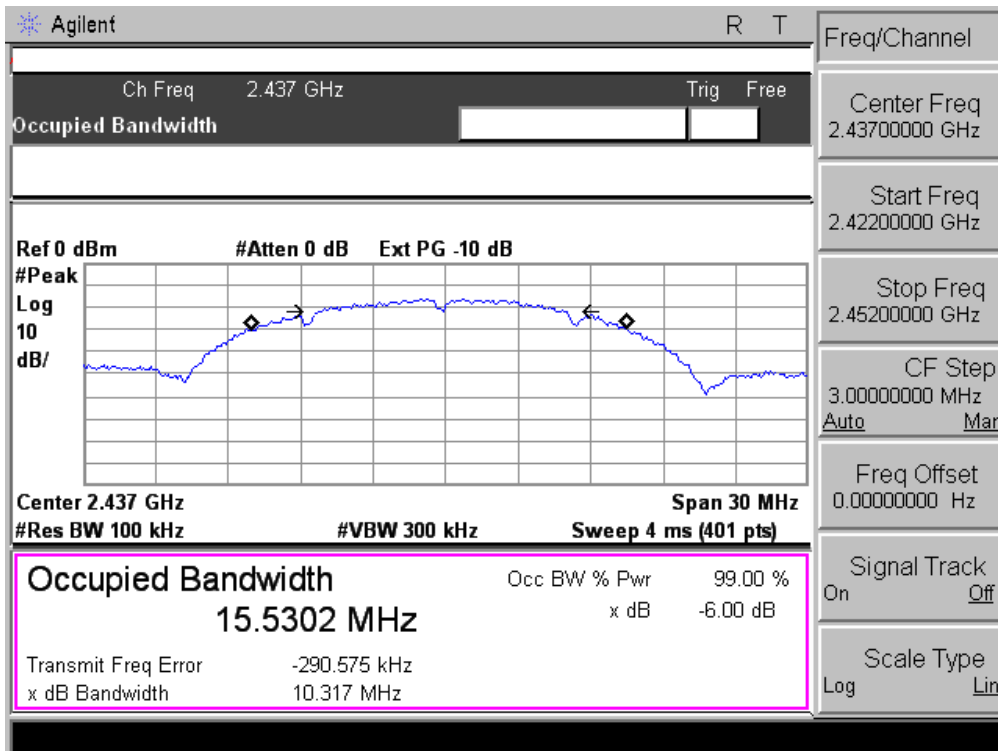 Agilent R T
Ch Freq 2.437 GHz Trig Free
Occupied Bandwidth
Ref 0 dBm #Atten 0 dB Ext PG -10 dB
#Peak
Log
10
dB/
Center 2.437 GHz Span 30 MHz
#Res BW 100 kHz #VBW 300 kHz Sweep 4 ms (401 pts)
Occupied Bandwidth Occ BW % Pwr 99.00 %
15.5302 MHz x dB -6.00 dB
Transmit Freq Error -290.575 kHz
x dB Bandwidth 10.317 MHz
Freq/Channel
Center Freq
2.43700000 GHz
Start Freq
2.42200000 GHz
Stop Freq
2.45200000 GHz
CF Step
3.00000000 MHz
Auto Mar
Freq Offset
0.00000000 Hz
Signal Track
On Off
Scale Type
Log Lin